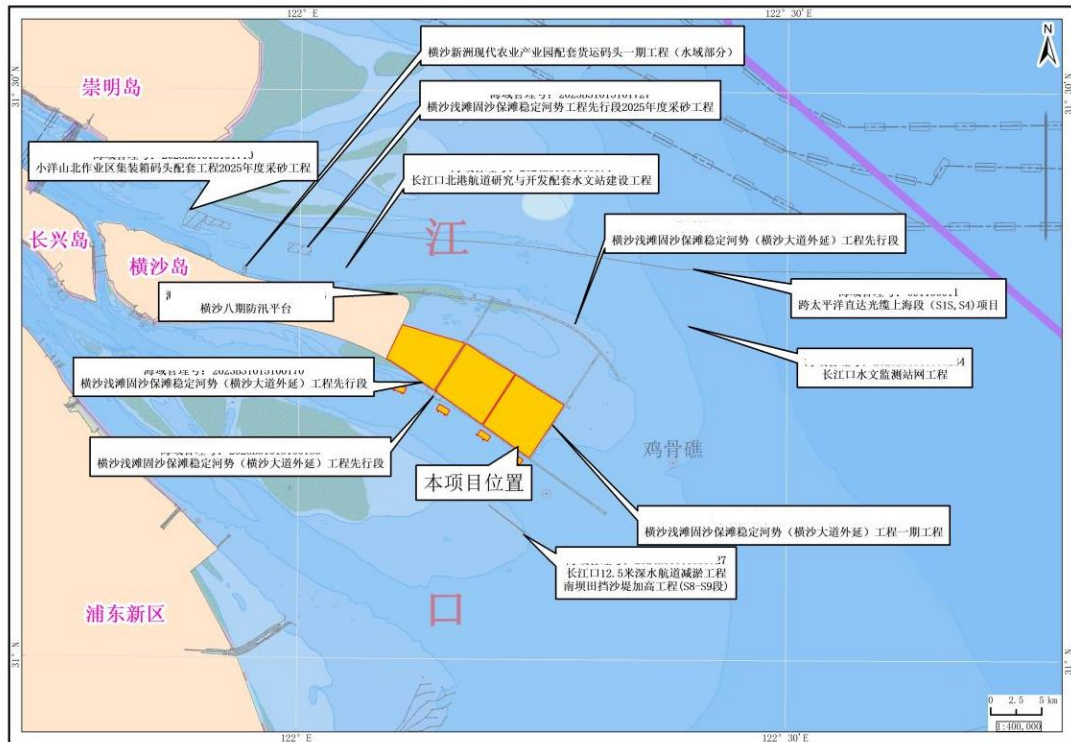 122° E
122° 30′ E
N
31° 30′ N
31° 30′ N
横沙新洲现代农业产业园配套货运码头一期工程（水域部分）
崇明岛
横沙浅滩固沙保滩稳定河势工程先行段2025年度采砂工程
小洋山北作业区集装箱码头配套工程2025年度采砂工程
长江口北港航道研究与开发配套水文站建设工程
江
长兴岛
横沙浅滩固沙保滩稳定河势（横沙大道外延）工程先行段
横沙岛
跨太平洋直达光缆上海段（S1S,S4)项目
横沙八期防汛平台
长江口水文监测站网工程
横沙浅滩固沙保滩稳定河势（横沙大道外延）工程先行段
鸡骨礁
横沙浅滩固沙保滩稳定河势（横沙大道外延）工程先行段
本项目位置
横沙浅滩固沙保滩稳定河势（横沙大道外延）工程一期工程
长江口12.5米深水航道减淤工程
南坝田挡沙堤加高工程(S8-S9段)
口
浦东新区
31° N
31° N
0 2.5 5 km
1:400,000
122° E
122° 30′ E